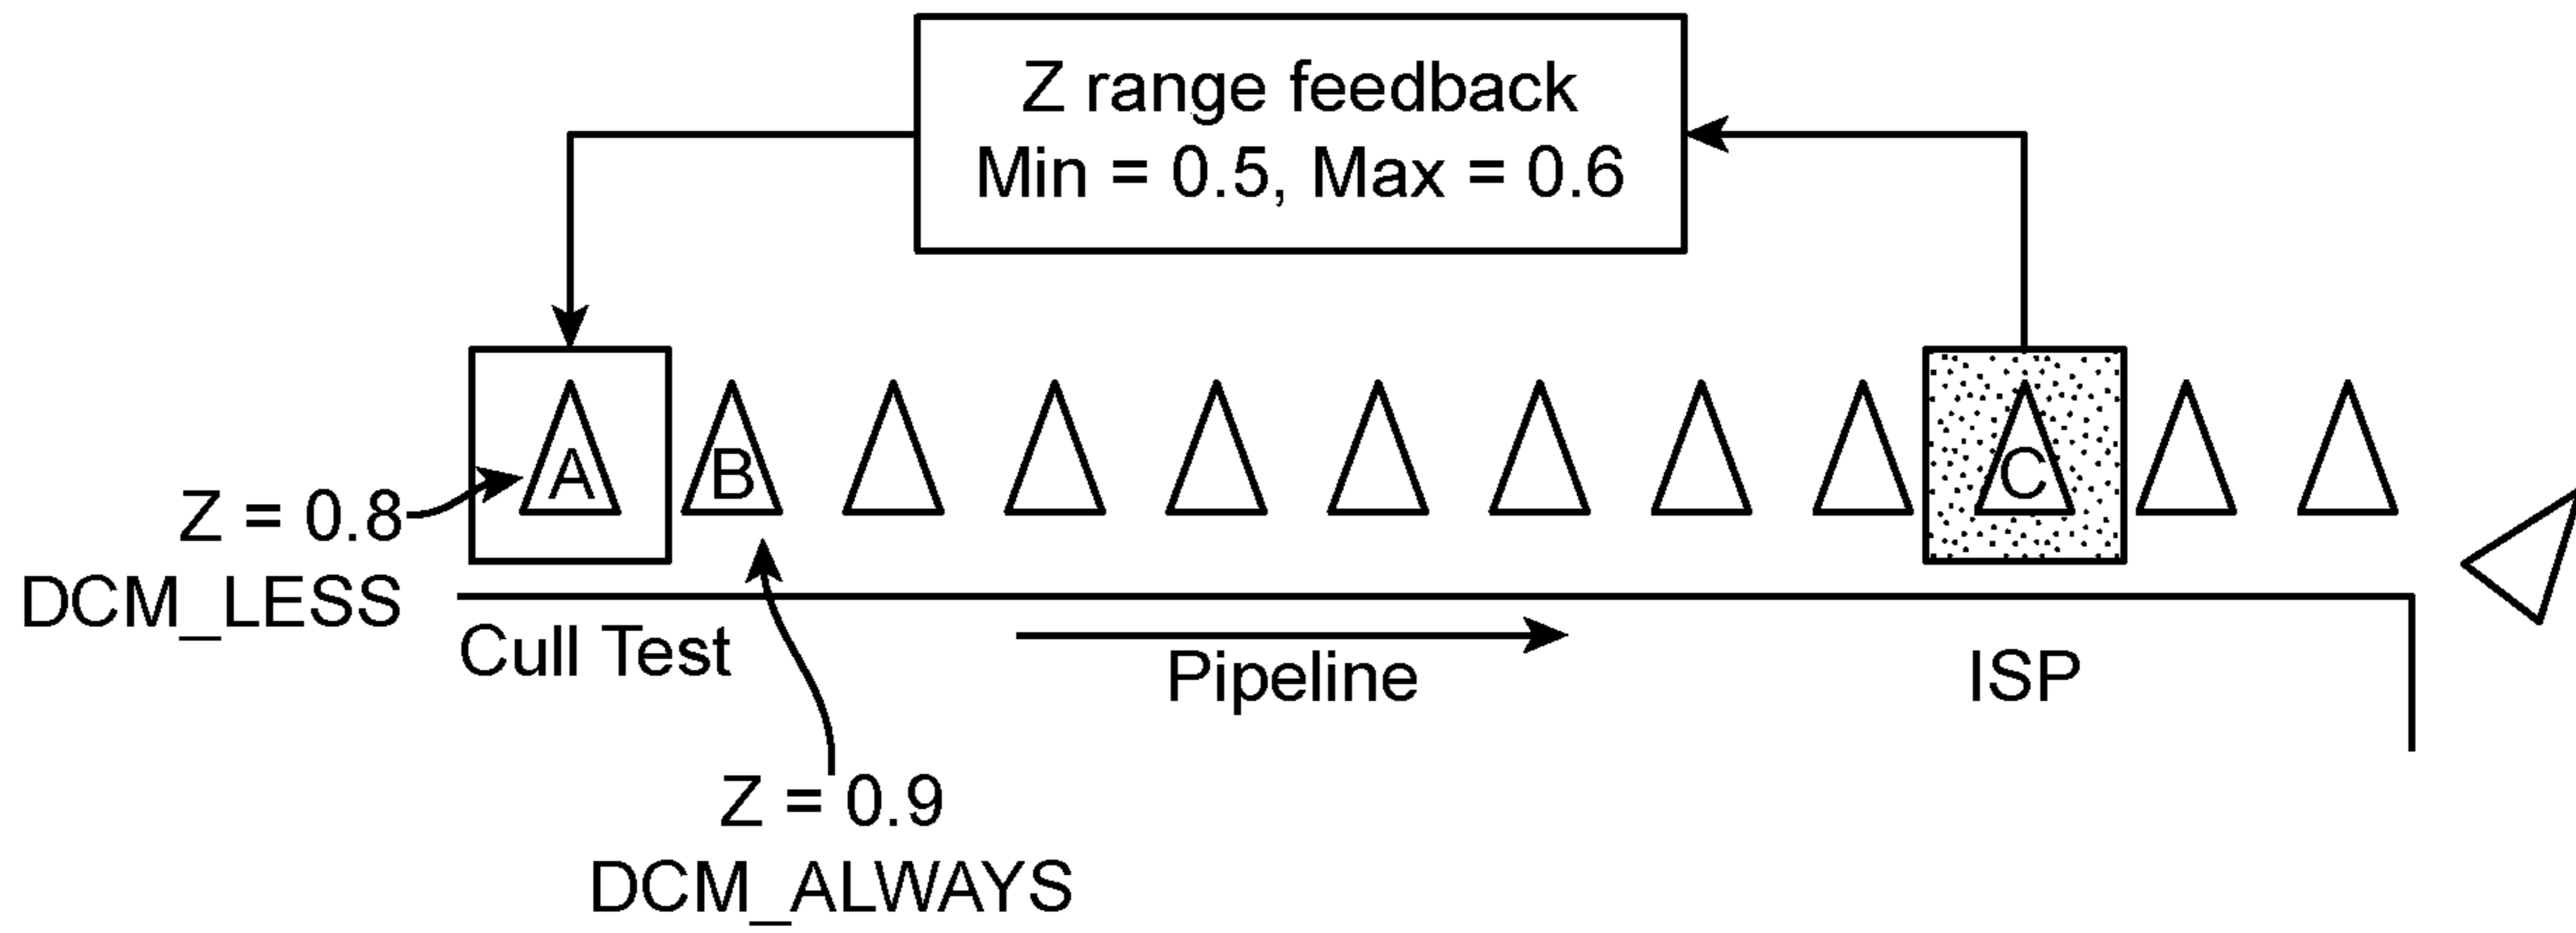 Z range feedback
Min = 0.5, Max = 0.6
A
B
C
Z = 0.8
DCM_LESS
Cull Test
Pipeline
ISP
Z = 0.9
DCM_ALWAYS